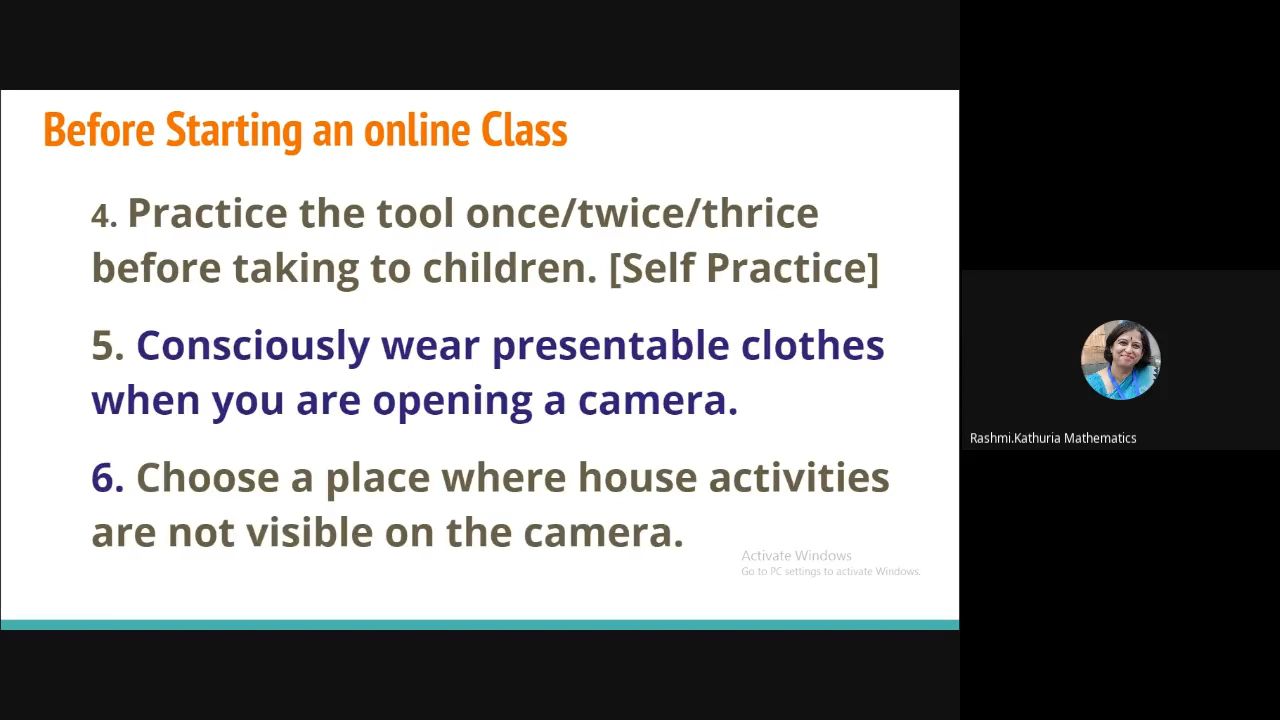 Before Starting an online Class
4. Practice the tool once/twice/thrice
before taking to children. [Self Practice]
5. Consciously wear presentable clothes
when you are opening a camera.
6. Choose a place where house activities
are not visible on the camera.
Activate Windows
Go to PC settings to activate Windows.
Rashmi.Kathuria Mathematics